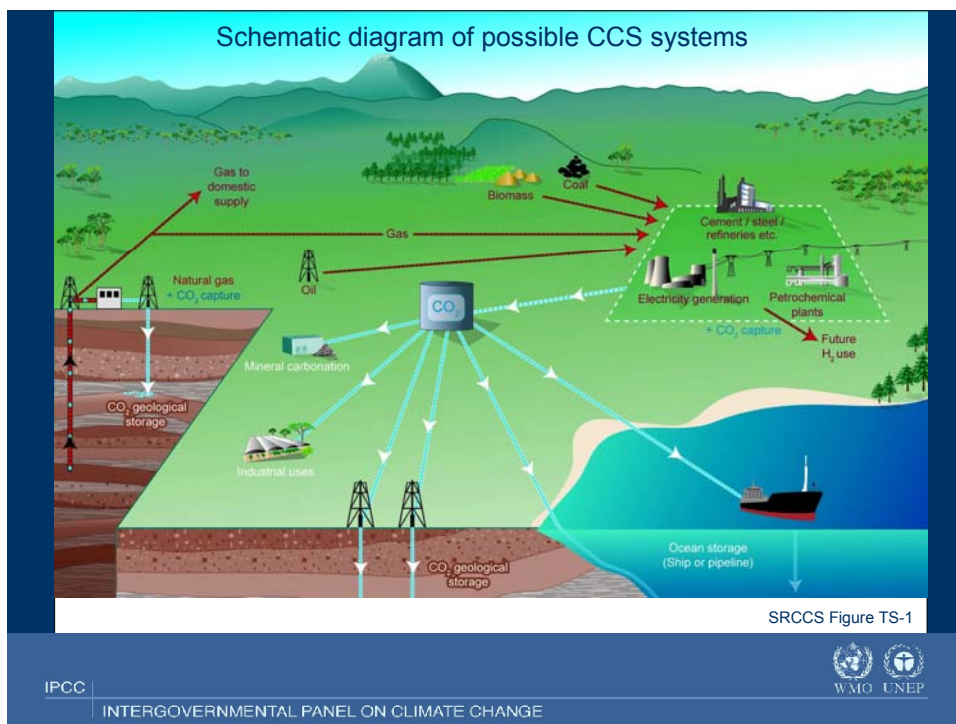 Schematic diagram of possible CCS systems
Gas to
domestic
supply
Biomass
Coal
Cement / steel /
refineries etc.
Gas
Natural gas
+ CO₂ capture
Oil
CO₂
Electricity generation
Petrochemical
plants
+ CO₂ capture
Future
H₂ use
Mineral carbonation
CO₂ geological
storage
Industrial uses
Ocean storage
(Ship or pipeline)
CO₂ geological
storage
SRCCS Figure TS-1
WMO UNEP
IPCC
INTERGOVERNMENTAL PANEL ON CLIMATE CHANGE